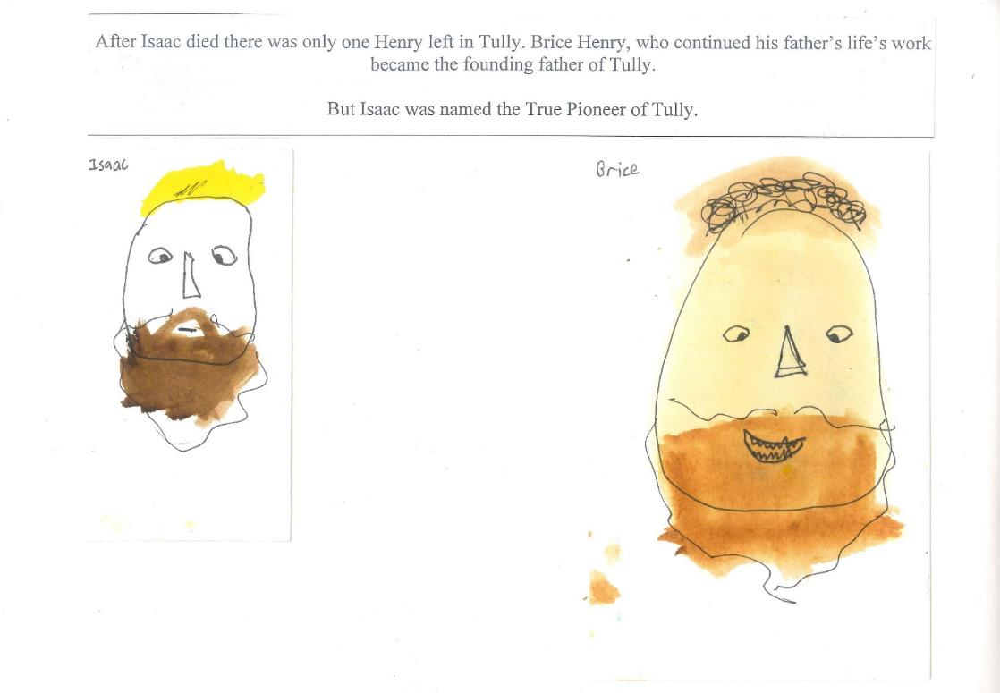 After Isaac died there was only one Henry left in Tully. Brice Henry, who continued his father’s life’s work
became the founding father of Tully.
But Isaac was named the True Pioneer of Tully.
Isaac
Brice